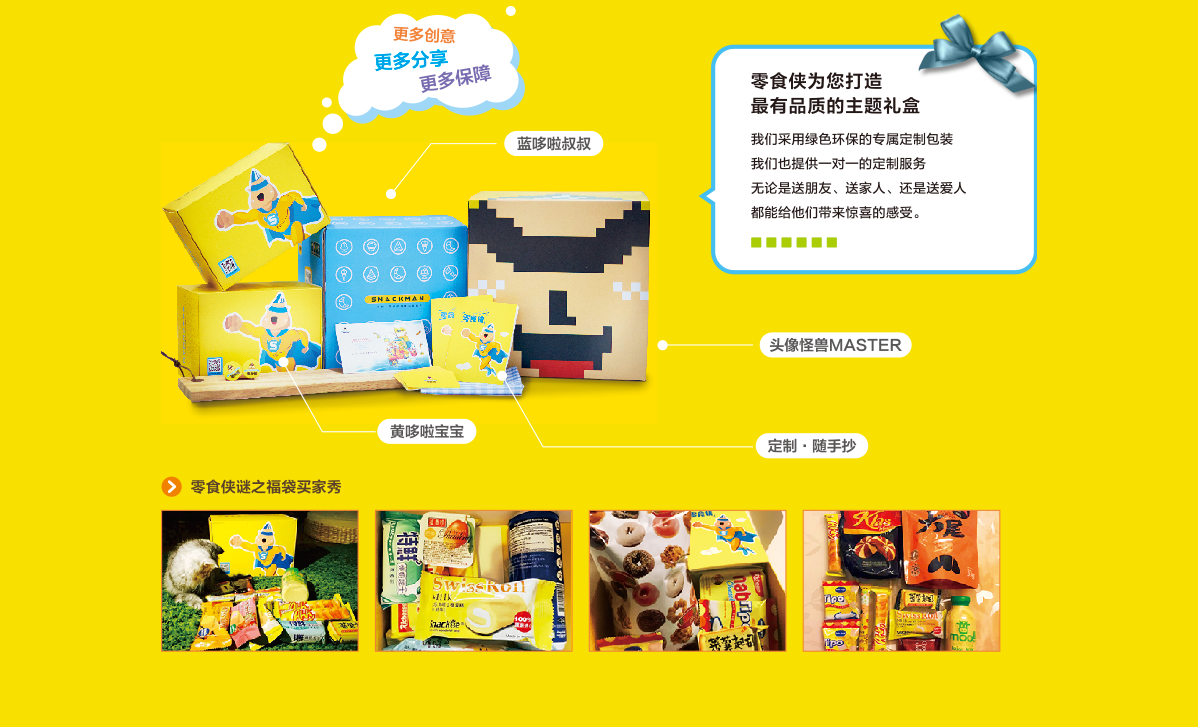 更多创意
更多分享
更多保障
零食侠为您打造
最有品质的主题礼盒
我们采用绿色环保的专属定制包装
我们也提供一对一的定制服务
无论是送朋友、送家人、还是送爱人
都能给他们带来惊喜的感受。
蓝哆啦叔叔
SNACKMAN
头像怪兽MASTER
黄哆啦宝宝
定制·随手抄
零食侠谜之福袋买家秀
特鲜
Swiss Roll
100%